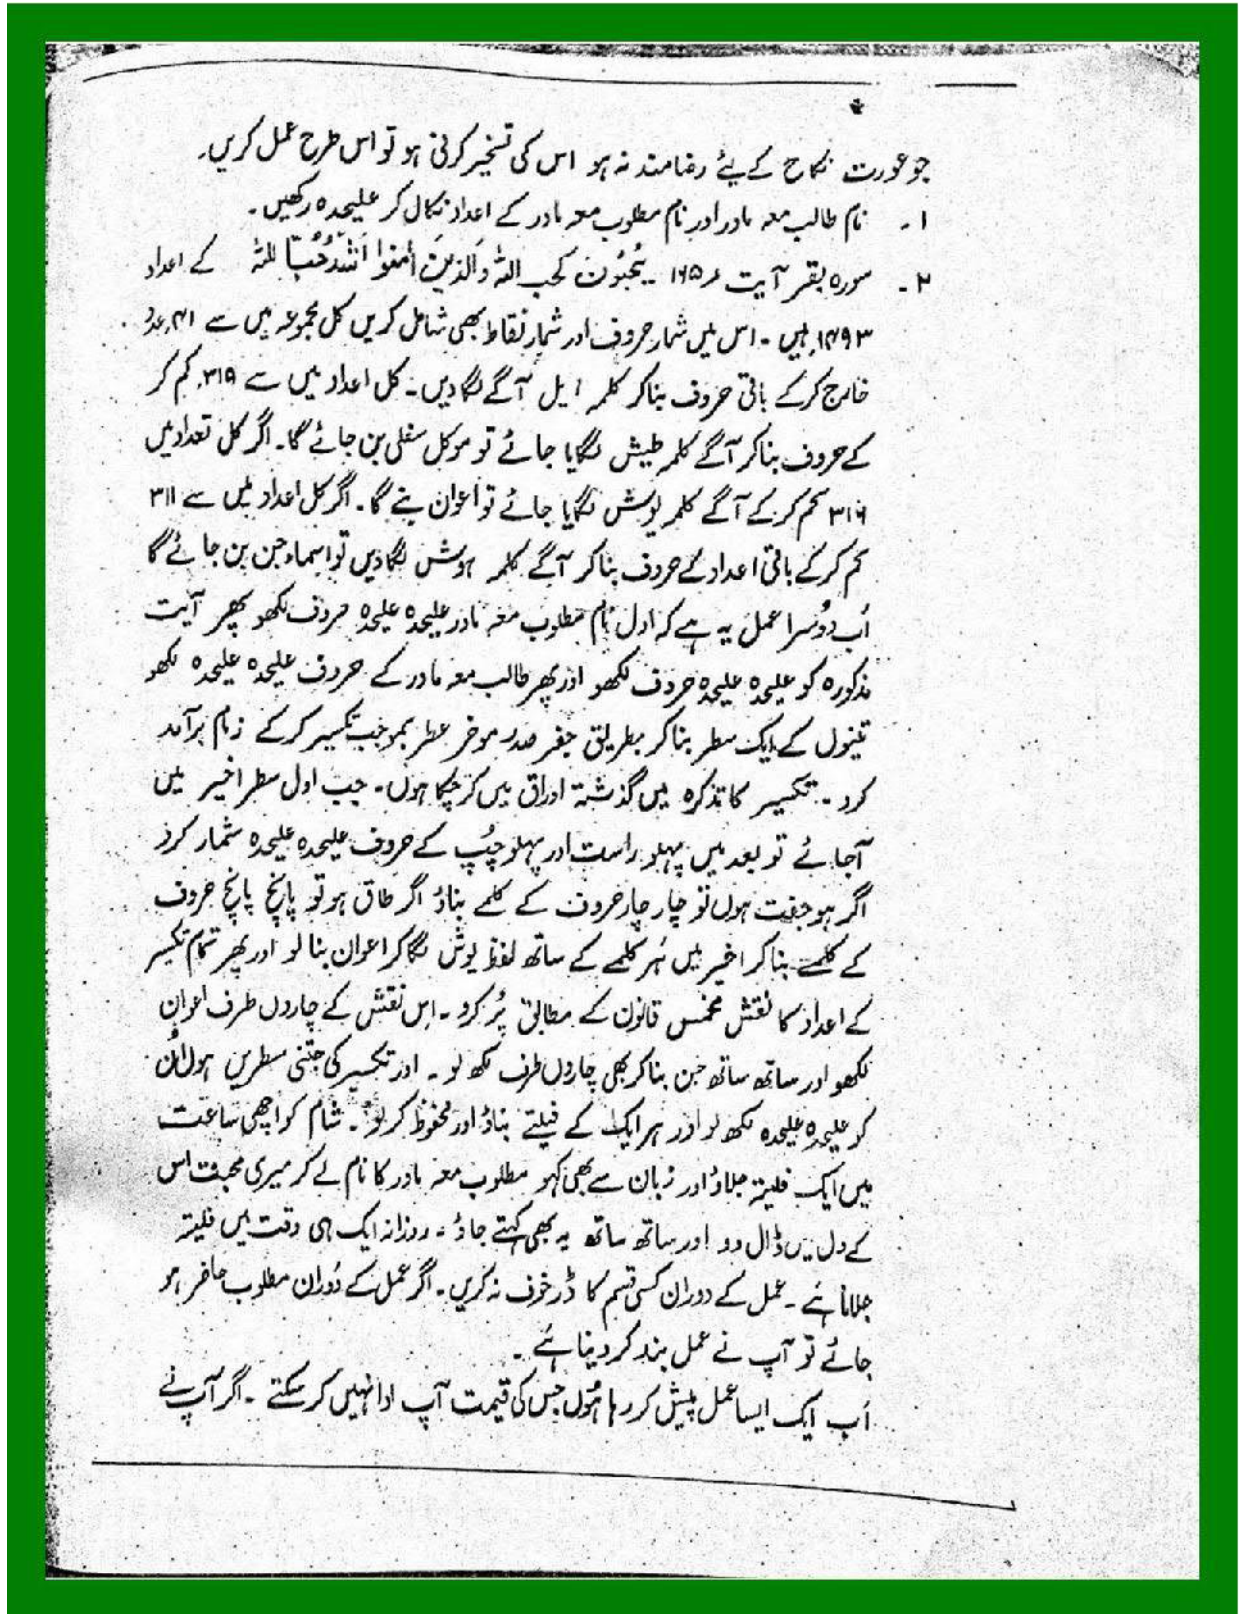 جو عورت نکاح کے لیئے رضامند نہ ہو اس کی تسخیر کرنی ہو تو اس طرح عمل کریں۔
۱۔ نام طالب معہ مادر اور نام مطلوب معہ مادر کے اعداد نکال کر علیحدہ رکھیں۔
۲۔ سورہ بقر آیت ۱۶۵ ۔ یُحِبُّوْن کَحُبِ اللّٰہ وَالَّذِیْنَ اٰمَنُوْا اَشَدُّ حُبًّا لِلّٰہ کے اعداد
۱۴۹۳ ہیں ۔ اس میں شمار حروف اور شمار نقاط بھی شامل کریں کل مجموعہ میں سے ۴۱ عدد
خارج کرکے باقی حروف بنا کر کلمہ ایل آگے لگا دیں۔ کل اعداد میں سے ۳۱۹ کم کر
کے حروف بنا کر آگے کلمہ طیش لگایا جائے تو موکل سفلی بن جائے گا۔ اگر کل تعداد میں
۳۱۶ کم کر کے آگے کلمہ یوش لگایا جائے تو اعوان بنے گا۔ اگر کل اعداد میں سے ۳۱۱
کم کر کے باقی اعداد کے حروف بنا کر آگے کلمہ ہوش لگا دیں تو اسماء جن بن جائے گا
اَب دُوسرا عمل یہ ہے کہ اول نام مطلوب معہ مادر علیحدہ علیحدہ حروف لکھو پھر آیت
مذکورہ کو علیحدہ علیحدہ حروف لکھو اور پھر طالب معہ مادر کے حروف علیحدہ علیحدہ لکھو
تینوں کے ایک سطر بنا کر بطریق جفر صدر موخر بموجب تکسیر کر کے زمام برآمد
کرو ۔ تکسیر کا تذکرہ میں گذشتہ اوراق میں کر چکا ہوں۔ جب اول سطر اخیر میں
آجائے تو بعد میں پہلو راست اور پہلو چپ کے حروف علیحدہ علیحدہ شمار کرو
اگر ہو جفت ہوں تو چار چار حروف کے کلمے بناؤ اگر طاق ہو تو پانچ پانچ حروف
کے کلمے بنا کر اخیر میں ہر کلمے کے ساتھ لفظ یوش لگا کر اعوان بنا لو اور پھر تمام تکسیر
کے اعداد کا نقش مخمس قانون کے مطابق پُر کرو ۔ اس نقش کے چاروں طرف اعوان
لکھو اور ساتھ ساتھ جن بنا کر بھی چاروں طرف لکھ لو ۔ اور تکسیر کی جتنی سطریں ہوں اُن
کو علیحدہ علیحدہ لکھ لو اور ہر ایک کے فیلتے بناؤ اور محفوظ کر لو ۔ شام کو اچھی ساعت
میں ایک فلیتہ جلاؤ اور زبان سے بھی کہو مطلوب معہ مادر کا نام لے کر میری محبت اس
کے دل میں ڈال دو اور ساتھ ساتھ یہ بھی کہتے جاؤ ۔ روزانہ ایک ہی وقت میں فلیتہ
جلانا ہے ۔ عمل کے دوران کسی قسم کا ڈر خوف نہ کریں۔ اگر عمل کے دُوران مطلوب حاضر ہو
جائے تو آپ نے عمل بند کر دینا ہے ۔
اَب ایک ایسا عمل پیش کر رہا ہُوں جس کی قیمت آپ ادا نہیں کر سکتے ۔ اگر آپ نے